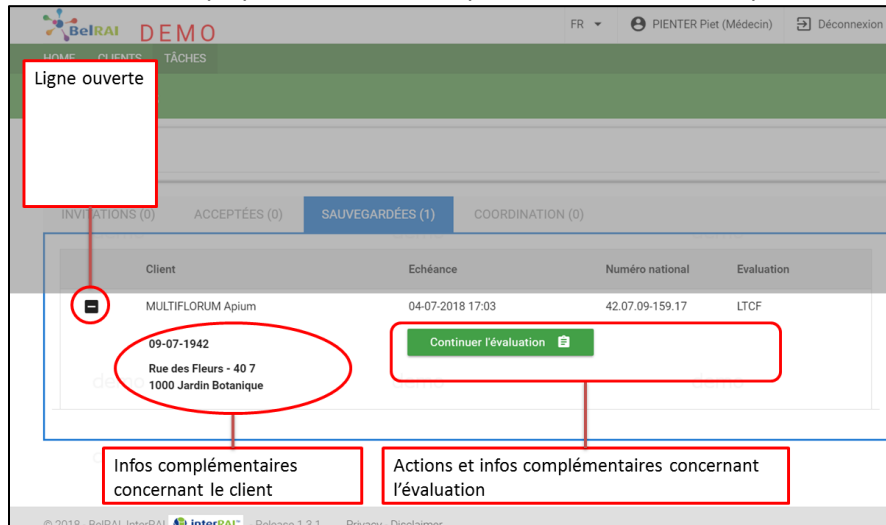 BelRAI DEMO FR PIENTER Piet (Médecin) Déconnexion
HOME CLIENTS TÂCHES
Ligne ouverte
INVITATIONS (0) ACCEPTÉES (0) SAUVEGARDÉES (1) COORDINATION (0)
Client Echéance Numéro national Evaluation
MULTIFLORUM Apium 04-07-2018 17:03 42.07.09-159.17 LTCF
09-07-1942 Continuer l'évaluation
Rue des Fleurs - 40 7
1000 Jardin Botanique
Infos complémentaires
concernant le client
Actions et infos complémentaires concernant
l’évaluation
© 2018 - BelRAI InterRAI interRAI Release 1.3.1 Privacy Disclaimer